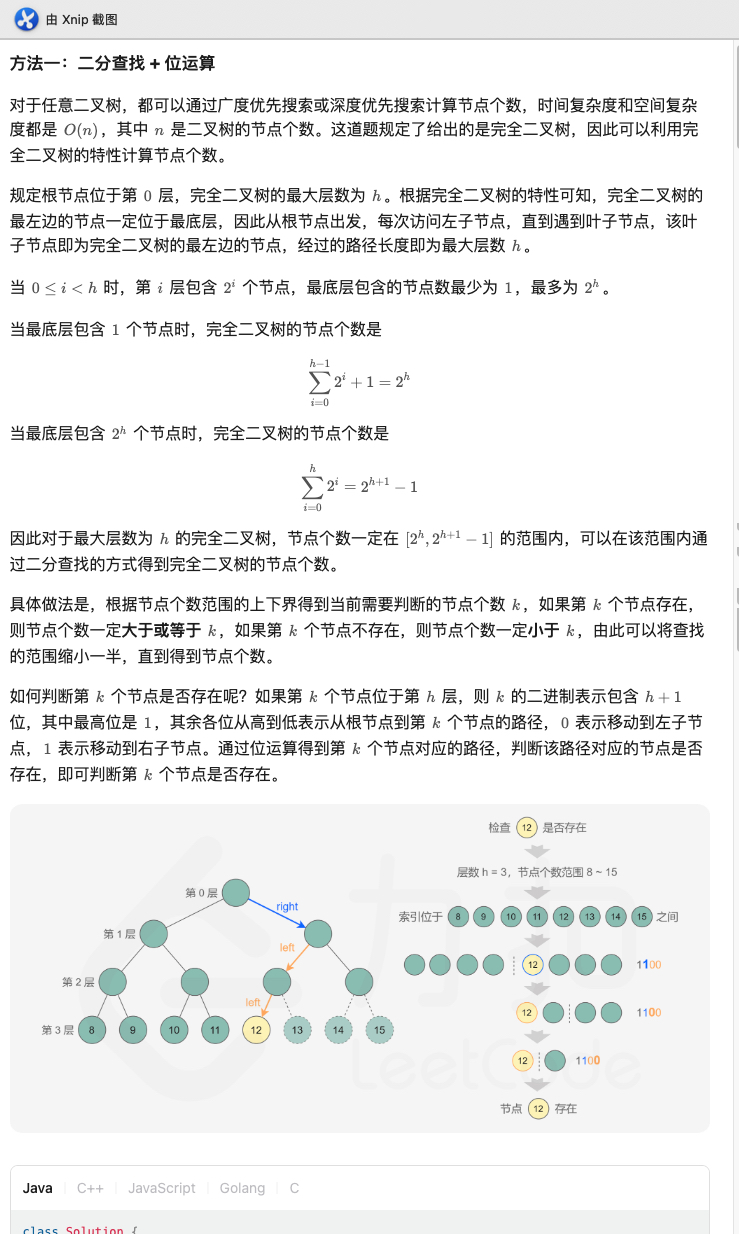 由 Xnip 截图
方法一：二分查找 + 位运算
对于任意二叉树，都可以通过广度优先搜索或深度优先搜索计算节点个数，时间复杂度和空间复杂
度都是 O(n)，其中 n 是二叉树的节点个数。这道题规定了给出的是完全二叉树，因此可以利用完
全二叉树的特性计算节点个数。
规定根节点位于第 0 层，完全二叉树的最大层数为 h。根据完全二叉树的特性可知，完全二叉树的
最左边的节点一定位于最底层，因此从根节点出发，每次访问左子节点，直到遇到叶子节点，该叶
子节点即为完全二叉树的最左边的节点，经过的路径长度即为最大层数 h。
当 0 ≤ i < h 时，第 i 层包含 2^i 个节点，最底层包含的节点数最少为 1，最多为 2^h。
当最底层包含 1 个节点时，完全二叉树的节点个数是
∑_{i=0}^{h−1} 2^i + 1 = 2^h
当最底层包含 2^h 个节点时，完全二叉树的节点个数是
∑_{i=0}^{h} 2^i = 2^{h+1} − 1
因此对于最大层数为 h 的完全二叉树，节点个数一定在 [2^h, 2^{h+1} − 1] 的范围内，可以在该范围内通
过二分查找的方式得到完全二叉树的节点个数。
具体做法是，根据节点个数范围的上下界得到当前需要判断的节点个数 k，如果第 k 个节点存在，
则节点个数一定大于或等于 k，如果第 k 个节点不存在，则节点个数一定小于 k，由此可以将查找
的范围缩小一半，直到得到节点个数。
如何判断第 k 个节点是否存在呢？如果第 k 个节点位于第 h 层，则 k 的二进制表示包含 h + 1
位，其中最高位是 1，其余各位从高到低表示从根节点到第 k 个节点的路径，0 表示移动到左子节
点，1 表示移动到右子节点。通过位运算得到第 k 个节点对应的路径，判断该路径对应的节点是否
存在，即可判断第 k 个节点是否存在。
第 0 层
right
第 1 层
left
第 2 层
left
第 3 层 8 9 10 11 12 13 14 15
检查 12 是否存在
层数 h = 3，节点个数范围 8 ~ 15
索引位于 8 9 10 11 12 13 14 15 之间
12 1100
12 1100
12 1100
节点 12 存在
力扣
LeetCode
Java C++ JavaScript Golang C
class Solution {